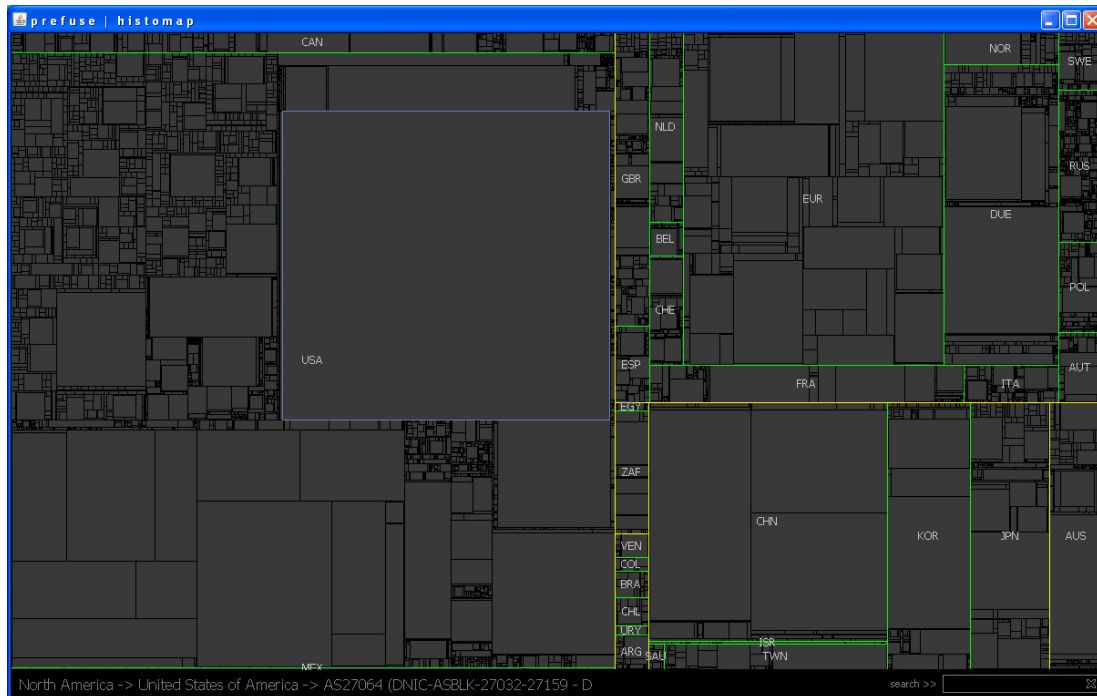 prefuse | histomap
CAN
NOR
SWE
NLD
RUS
GBR
EUR
DUE
BEL
POL
CHE
USA
ESP
FRA
ITA
AUT
EGY
ZAF
CHN
KOR
JPN
AUS
VEN
COL
BRA
CHL
URY
ISR
ARG
SAU
TWN
MEX
North America -> United States of America -> AS27064 (DNIC-ASBLK-27032-27159 - D
search >>